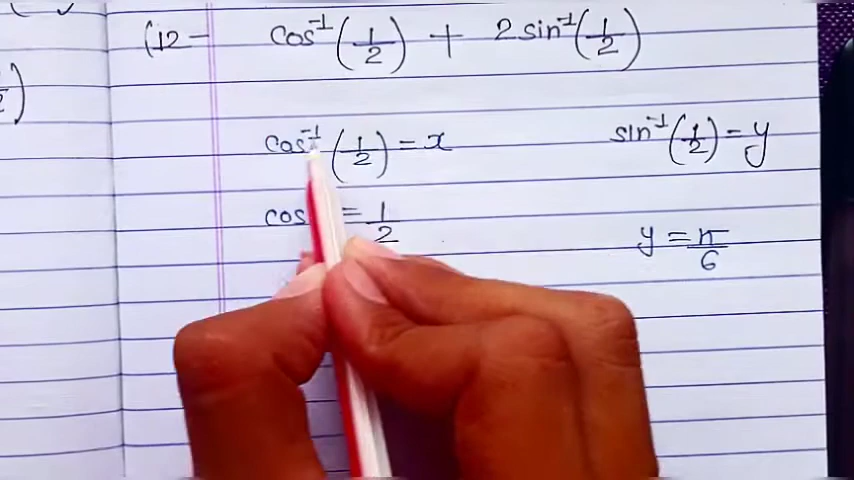 (12- cos⁻¹(1/2) + 2 sin⁻¹(1/2)
cos⁻¹(1/2) = x sin⁻¹(1/2) = y
cos = 1/2 y = π/6